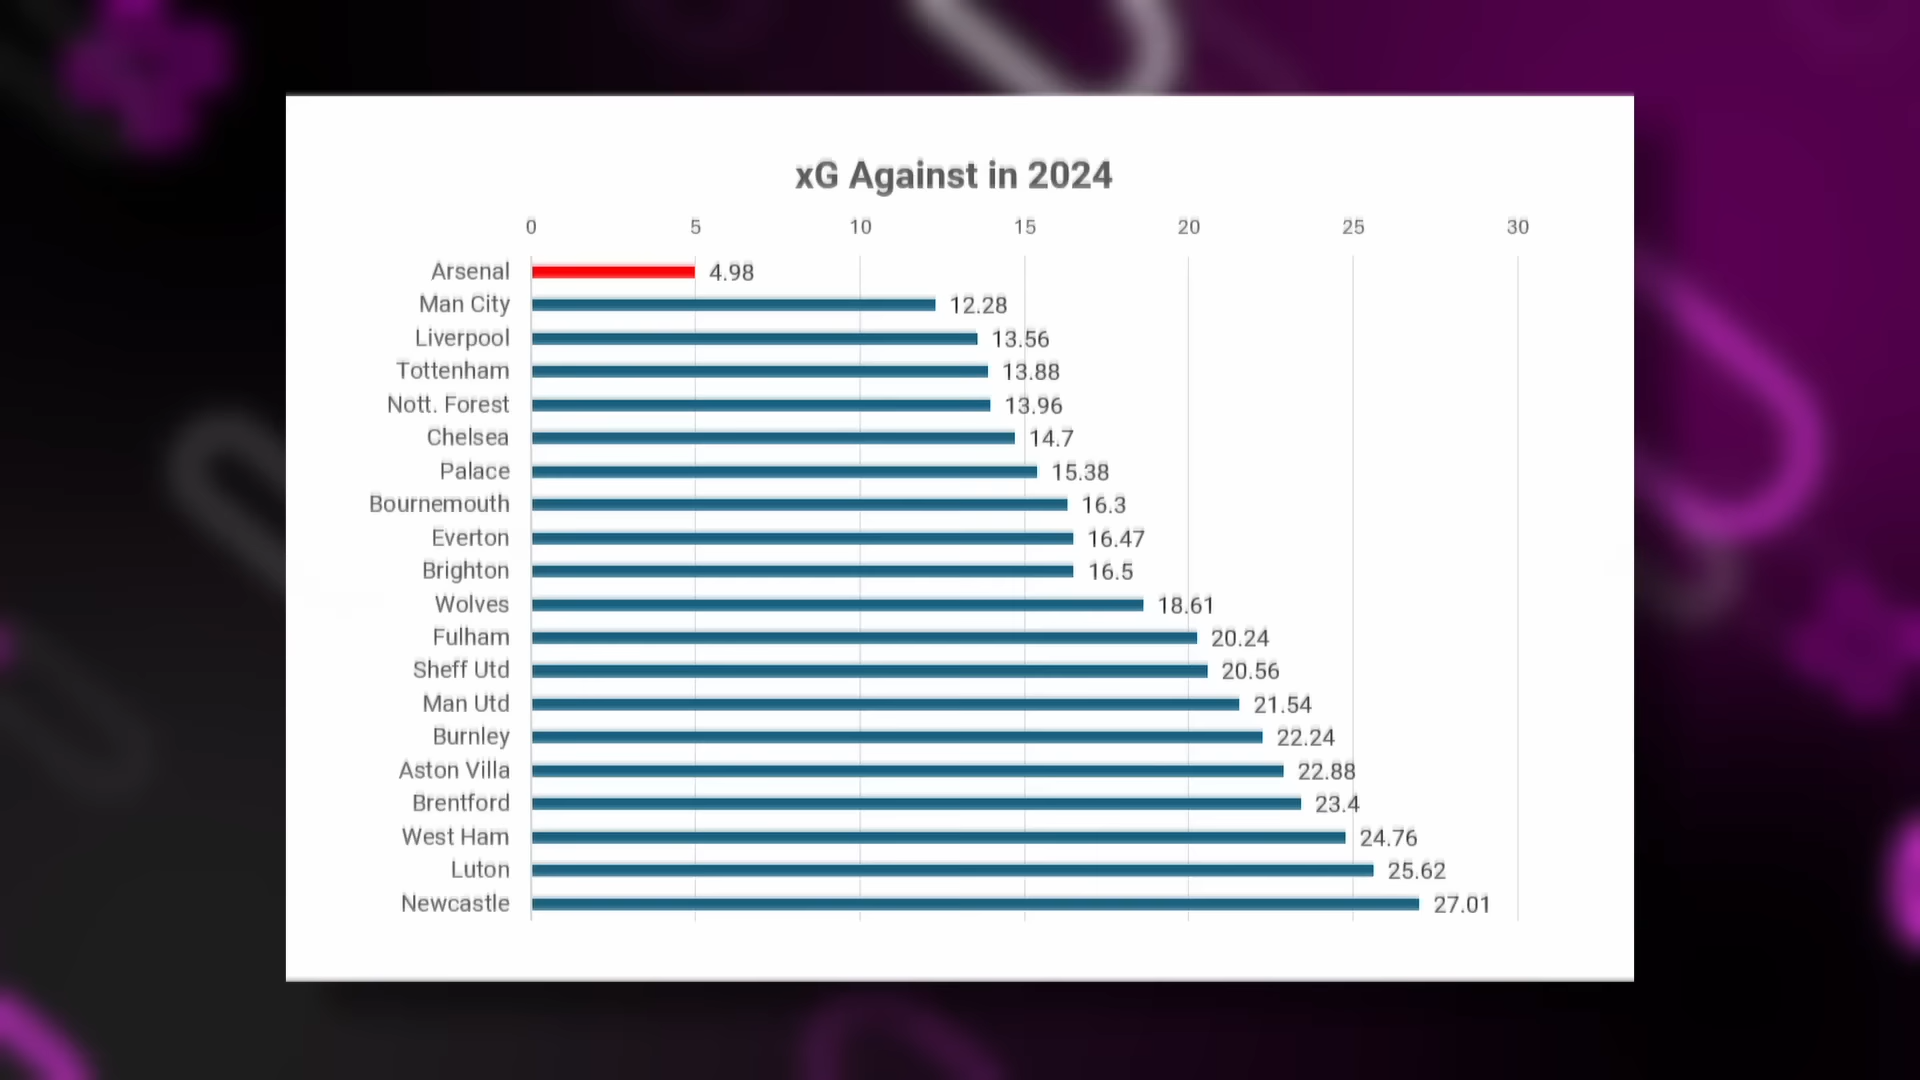 xG Against in 2024
0 5 10 15 20 25 30
Arsenal 4.98
Man City 12.28
Liverpool 13.56
Tottenham 13.88
Nott. Forest 13.96
Chelsea 14.7
Palace 15.38
Bournemouth 16.3
Everton 16.47
Brighton 16.5
Wolves 18.61
Fulham 20.24
Sheff Utd 20.56
Man Utd 21.54
Burnley 22.24
Aston Villa 22.88
Brentford 23.4
West Ham 24.76
Luton 25.62
Newcastle 27.01